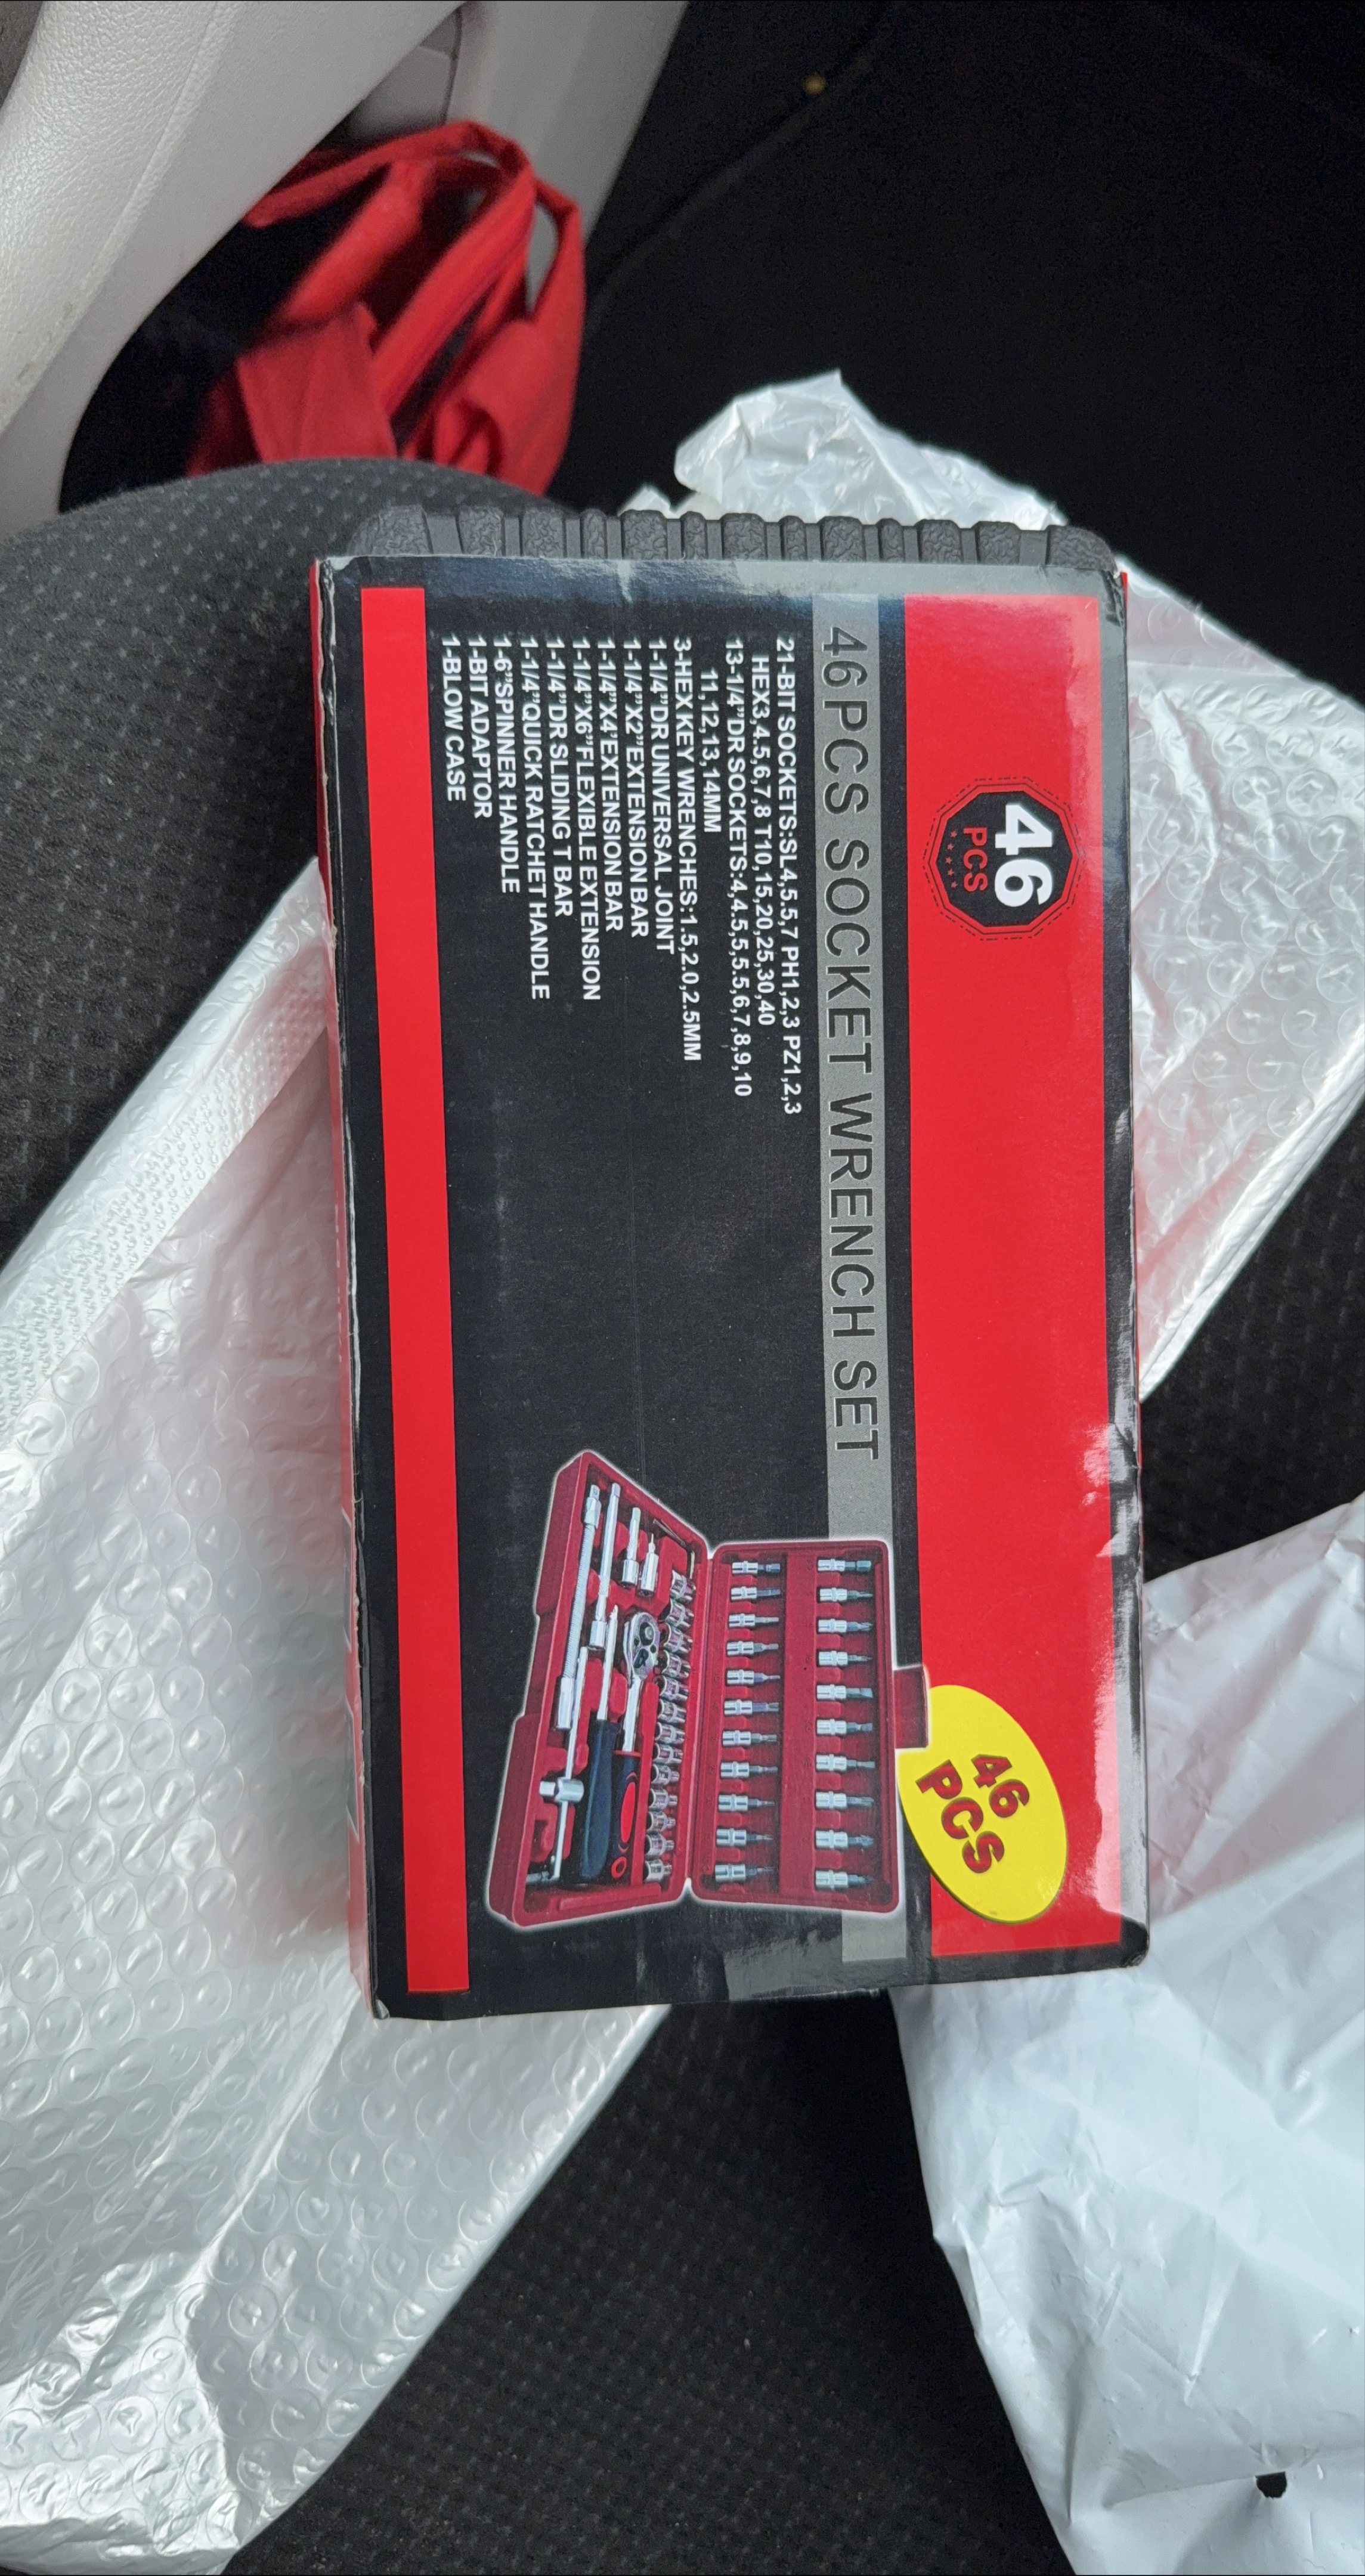 46
PCS
46 PCS SOCKET WRENCH SET
21-BIT SOCKETS:SL4,5.5,7 PH1,2,3 PZ1,2,3
HEX3,4,5,6,7,8 T10,15,20,25,30,40
13-1/4"DR SOCKETS:4,4.5,5,5.5,6,7,8,9,10
11,12,13,14MM
3-HEX KEY WRENCHES:1.5,2.0,2.5MM
1-1/4"DR UNIVERSAL JOINT
1-1/4"X2"EXTENSION BAR
1-1/4"X4'EXTENSION BAR
1-1/4"X6"FLEXIBLE EXTENSION
1-1/4"DR SLIDING T BAR
1-1/4"QUICK RATCHET HANDLE
1-6"SPINNER HANDLE
1-BIT ADAPTOR
1-BLOW CASE
46
PCS